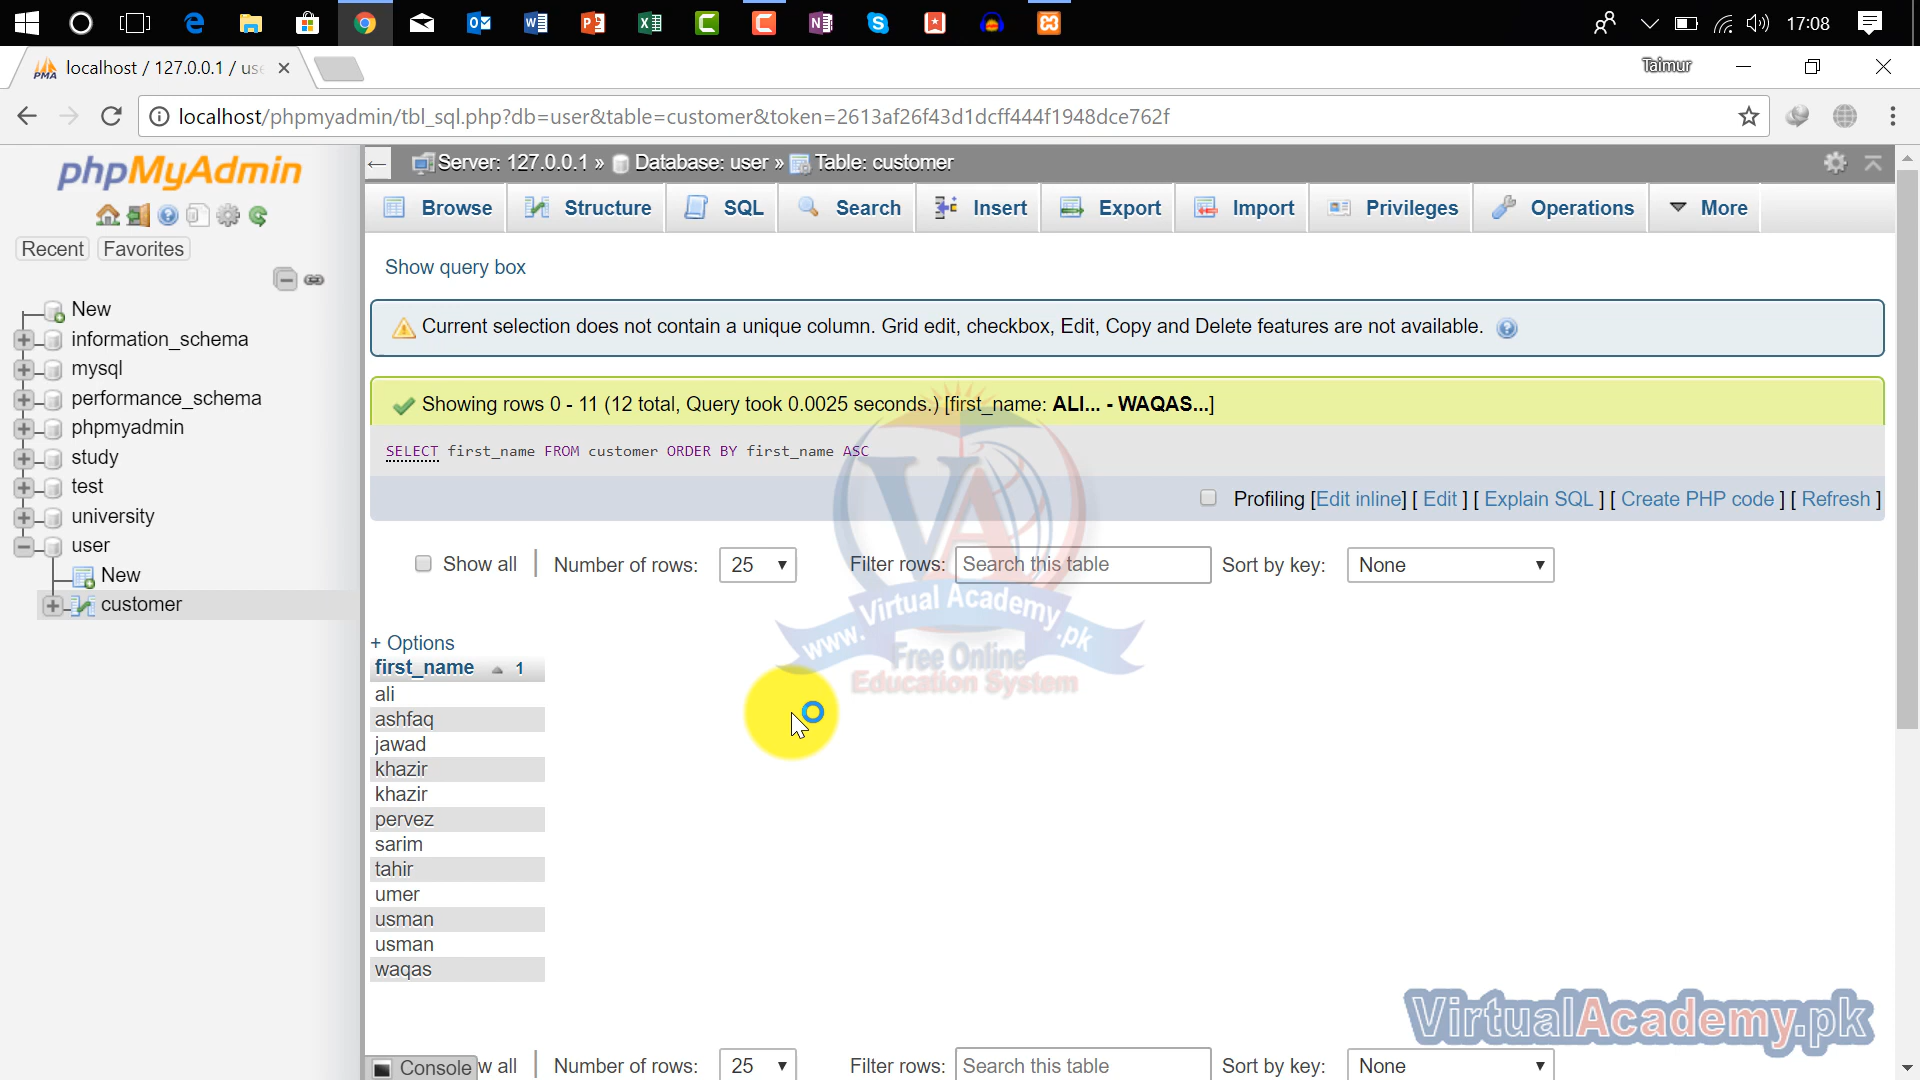 17:08
localhost / 127.0.0.1 / use
Taimur
localhost/phpmyadmin/tbl_sql.php?db=user&table=customer&token=2613af26f43d1dcff444f1948dce762f
phpMyAdmin
Recent Favorites
New
information_schema
mysql
performance_schema
phpmyadmin
study
test
university
user
New
customer
Server: 127.0.0.1 » Database: user » Table: customer
Browse Structure SQL Search Insert Export Import Privileges Operations More
Show query box
Current selection does not contain a unique column. Grid edit, checkbox, Edit, Copy and Delete features are not available.
Showing rows 0 - 11 (12 total, Query took 0.0025 seconds.) [first_name: ALI... - WAQAS...]
SELECT first_name FROM customer ORDER BY first_name ASC
Profiling [Edit inline] [ Edit ] [ Explain SQL ] [ Create PHP code ] [ Refresh ]
Show all Number of rows: 25 Filter rows: Search this table Sort by key: None
VA
www.VirtualAcademy.pk
Free Online
Education System
+ Options
first_name 1
ali
ashfaq
jawad
khazir
khazir
pervez
sarim
tahir
umer
usman
usman
waqas
VirtualAcademy.pk
Console w all Number of rows: 25 Filter rows: Search this table Sort by key: None